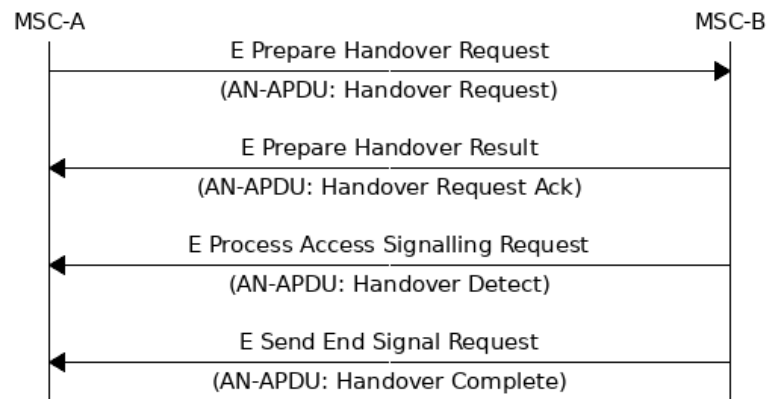 MSC-A MSC-B
E Prepare Handover Request
(AN-APDU: Handover Request)
E Prepare Handover Result
(AN-APDU: Handover Request Ack)
E Process Access Signalling Request
(AN-APDU: Handover Detect)
E Send End Signal Request
(AN-APDU: Handover Complete)